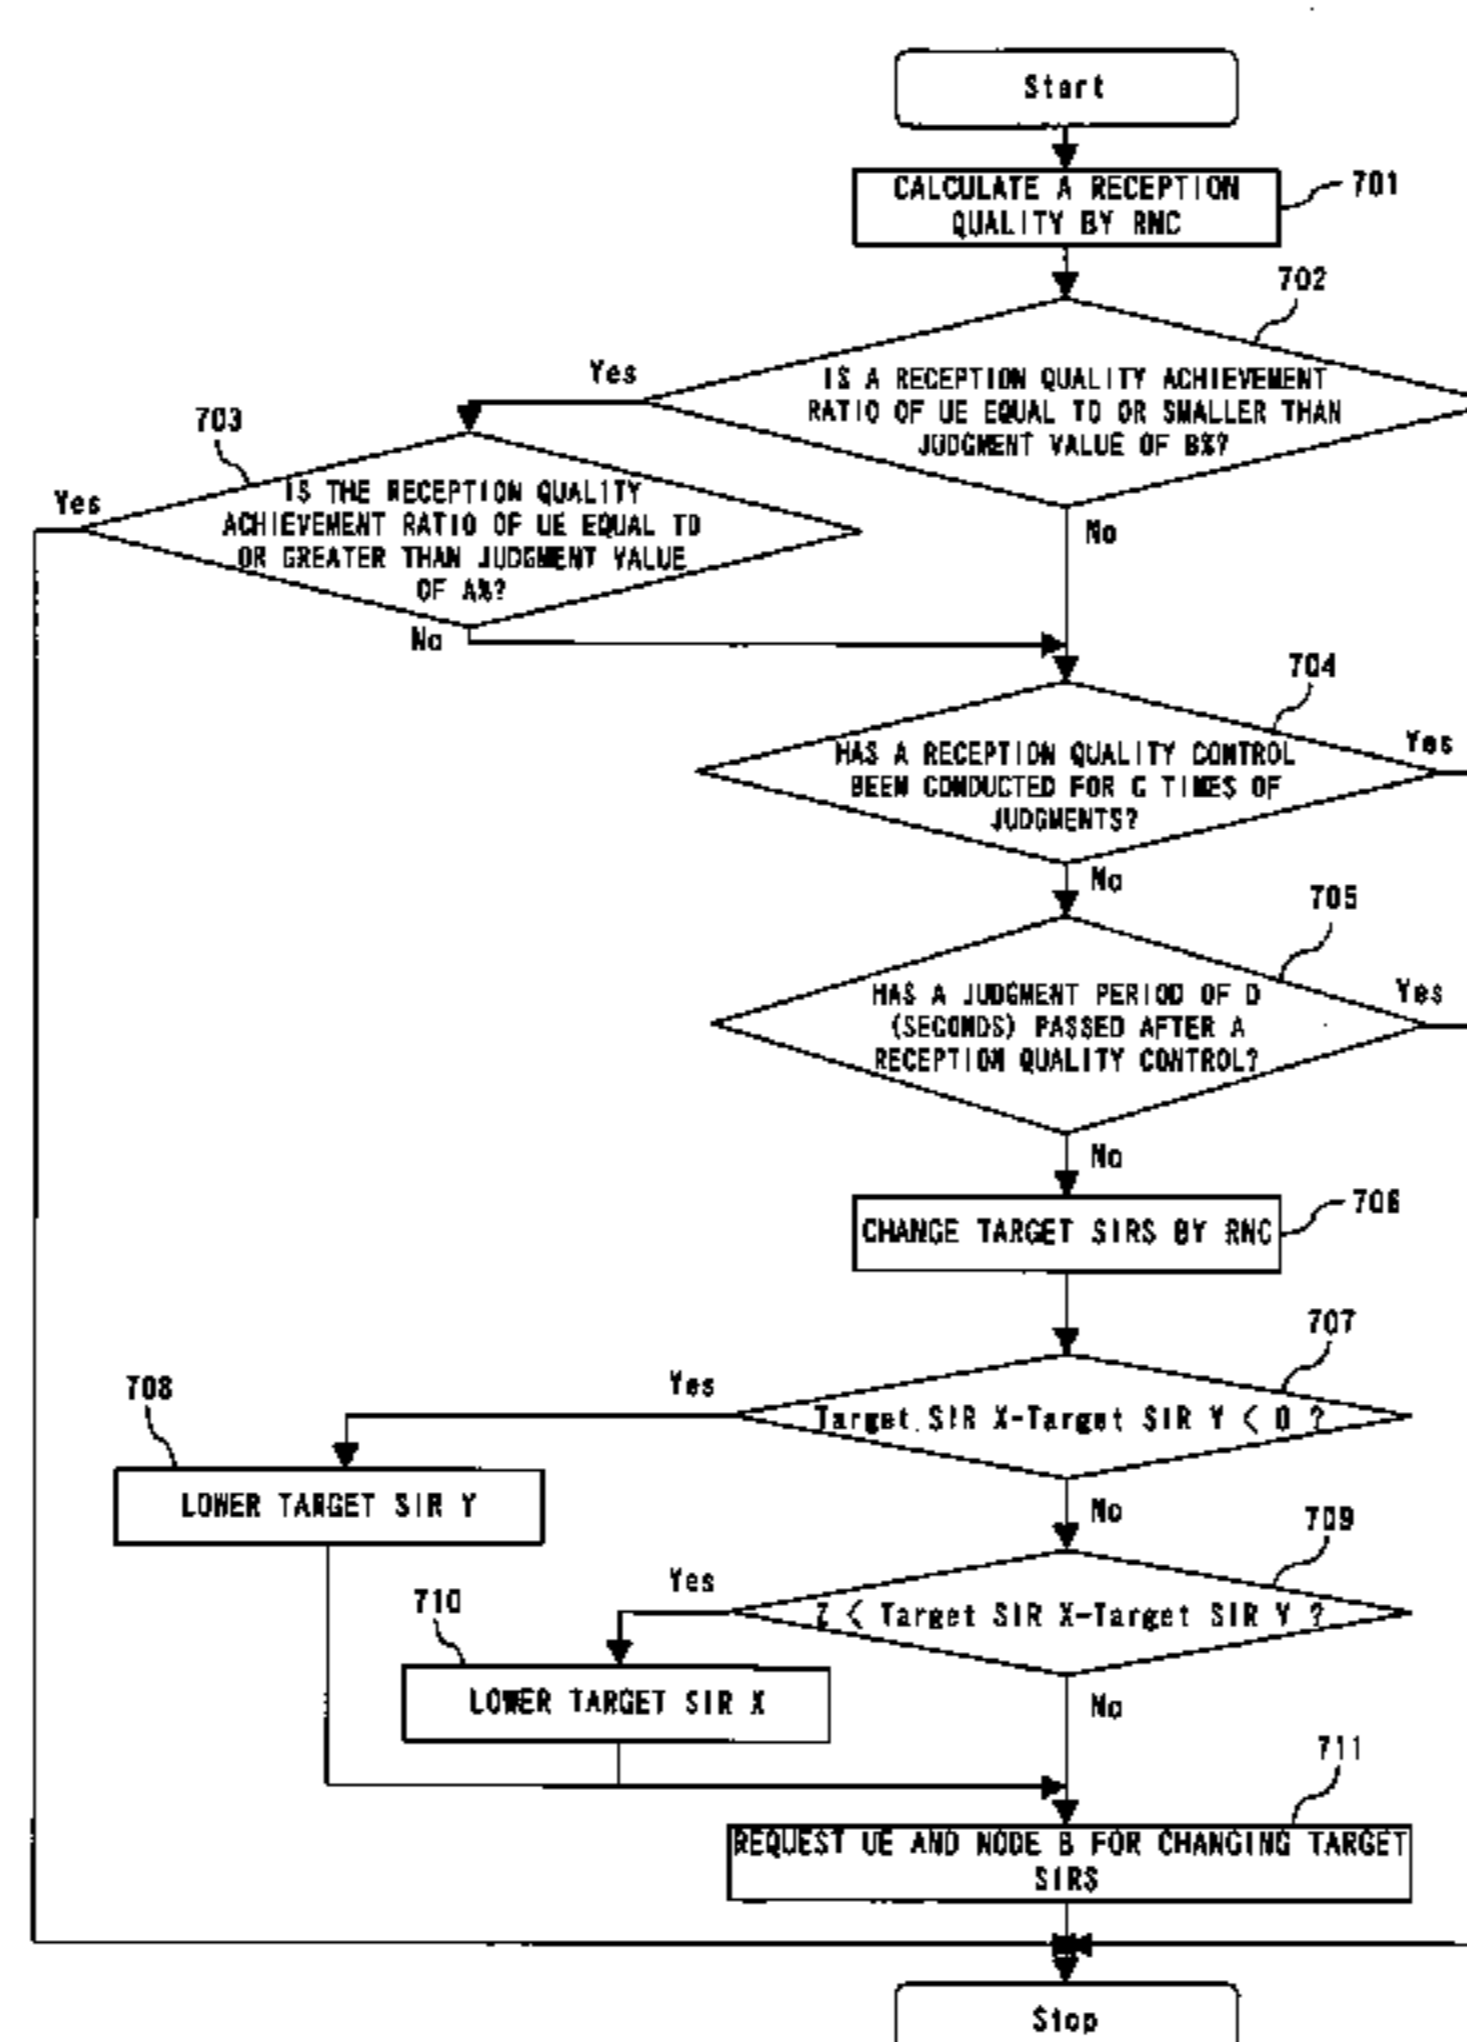 Start
CALCULATE A RECEPTION
QUALITY BY RNC
701
702
Yes
IS A RECEPTION QUALITY ACHIEVEMENT
RATIO OF UE EQUAL TO OR SMALLER THAN
JUDGMENT VALUE OF B%?
No
703
Yes
IS THE RECEPTION QUALITY
ACHIEVEMENT RATIO OF UE EQUAL TO
OR GREATER THAN JUDGMENT VALUE
OF A%?
No
704
HAS A RECEPTION QUALITY CONTROL
BEEN CONDUCTED FOR C TIMES OF
JUDGMENTS?
Yes
No
705
HAS A JUDGMENT PERIOD OF D
(SECONDS) PASSED AFTER A
RECEPTION QUALITY CONTROL?
Yes
No
CHANGE TARGET SIRS BY RNC
706
707
Yes
Target SIR X-Target SIR Y < 0 ?
No
708
LOWER TARGET SIR Y
709
Yes
Z < Target SIR X-Target SIR Y ?
No
710
LOWER TARGET SIR X
711
REQUEST UE AND NODE B FOR CHANGING TARGET
SIRS
Stop